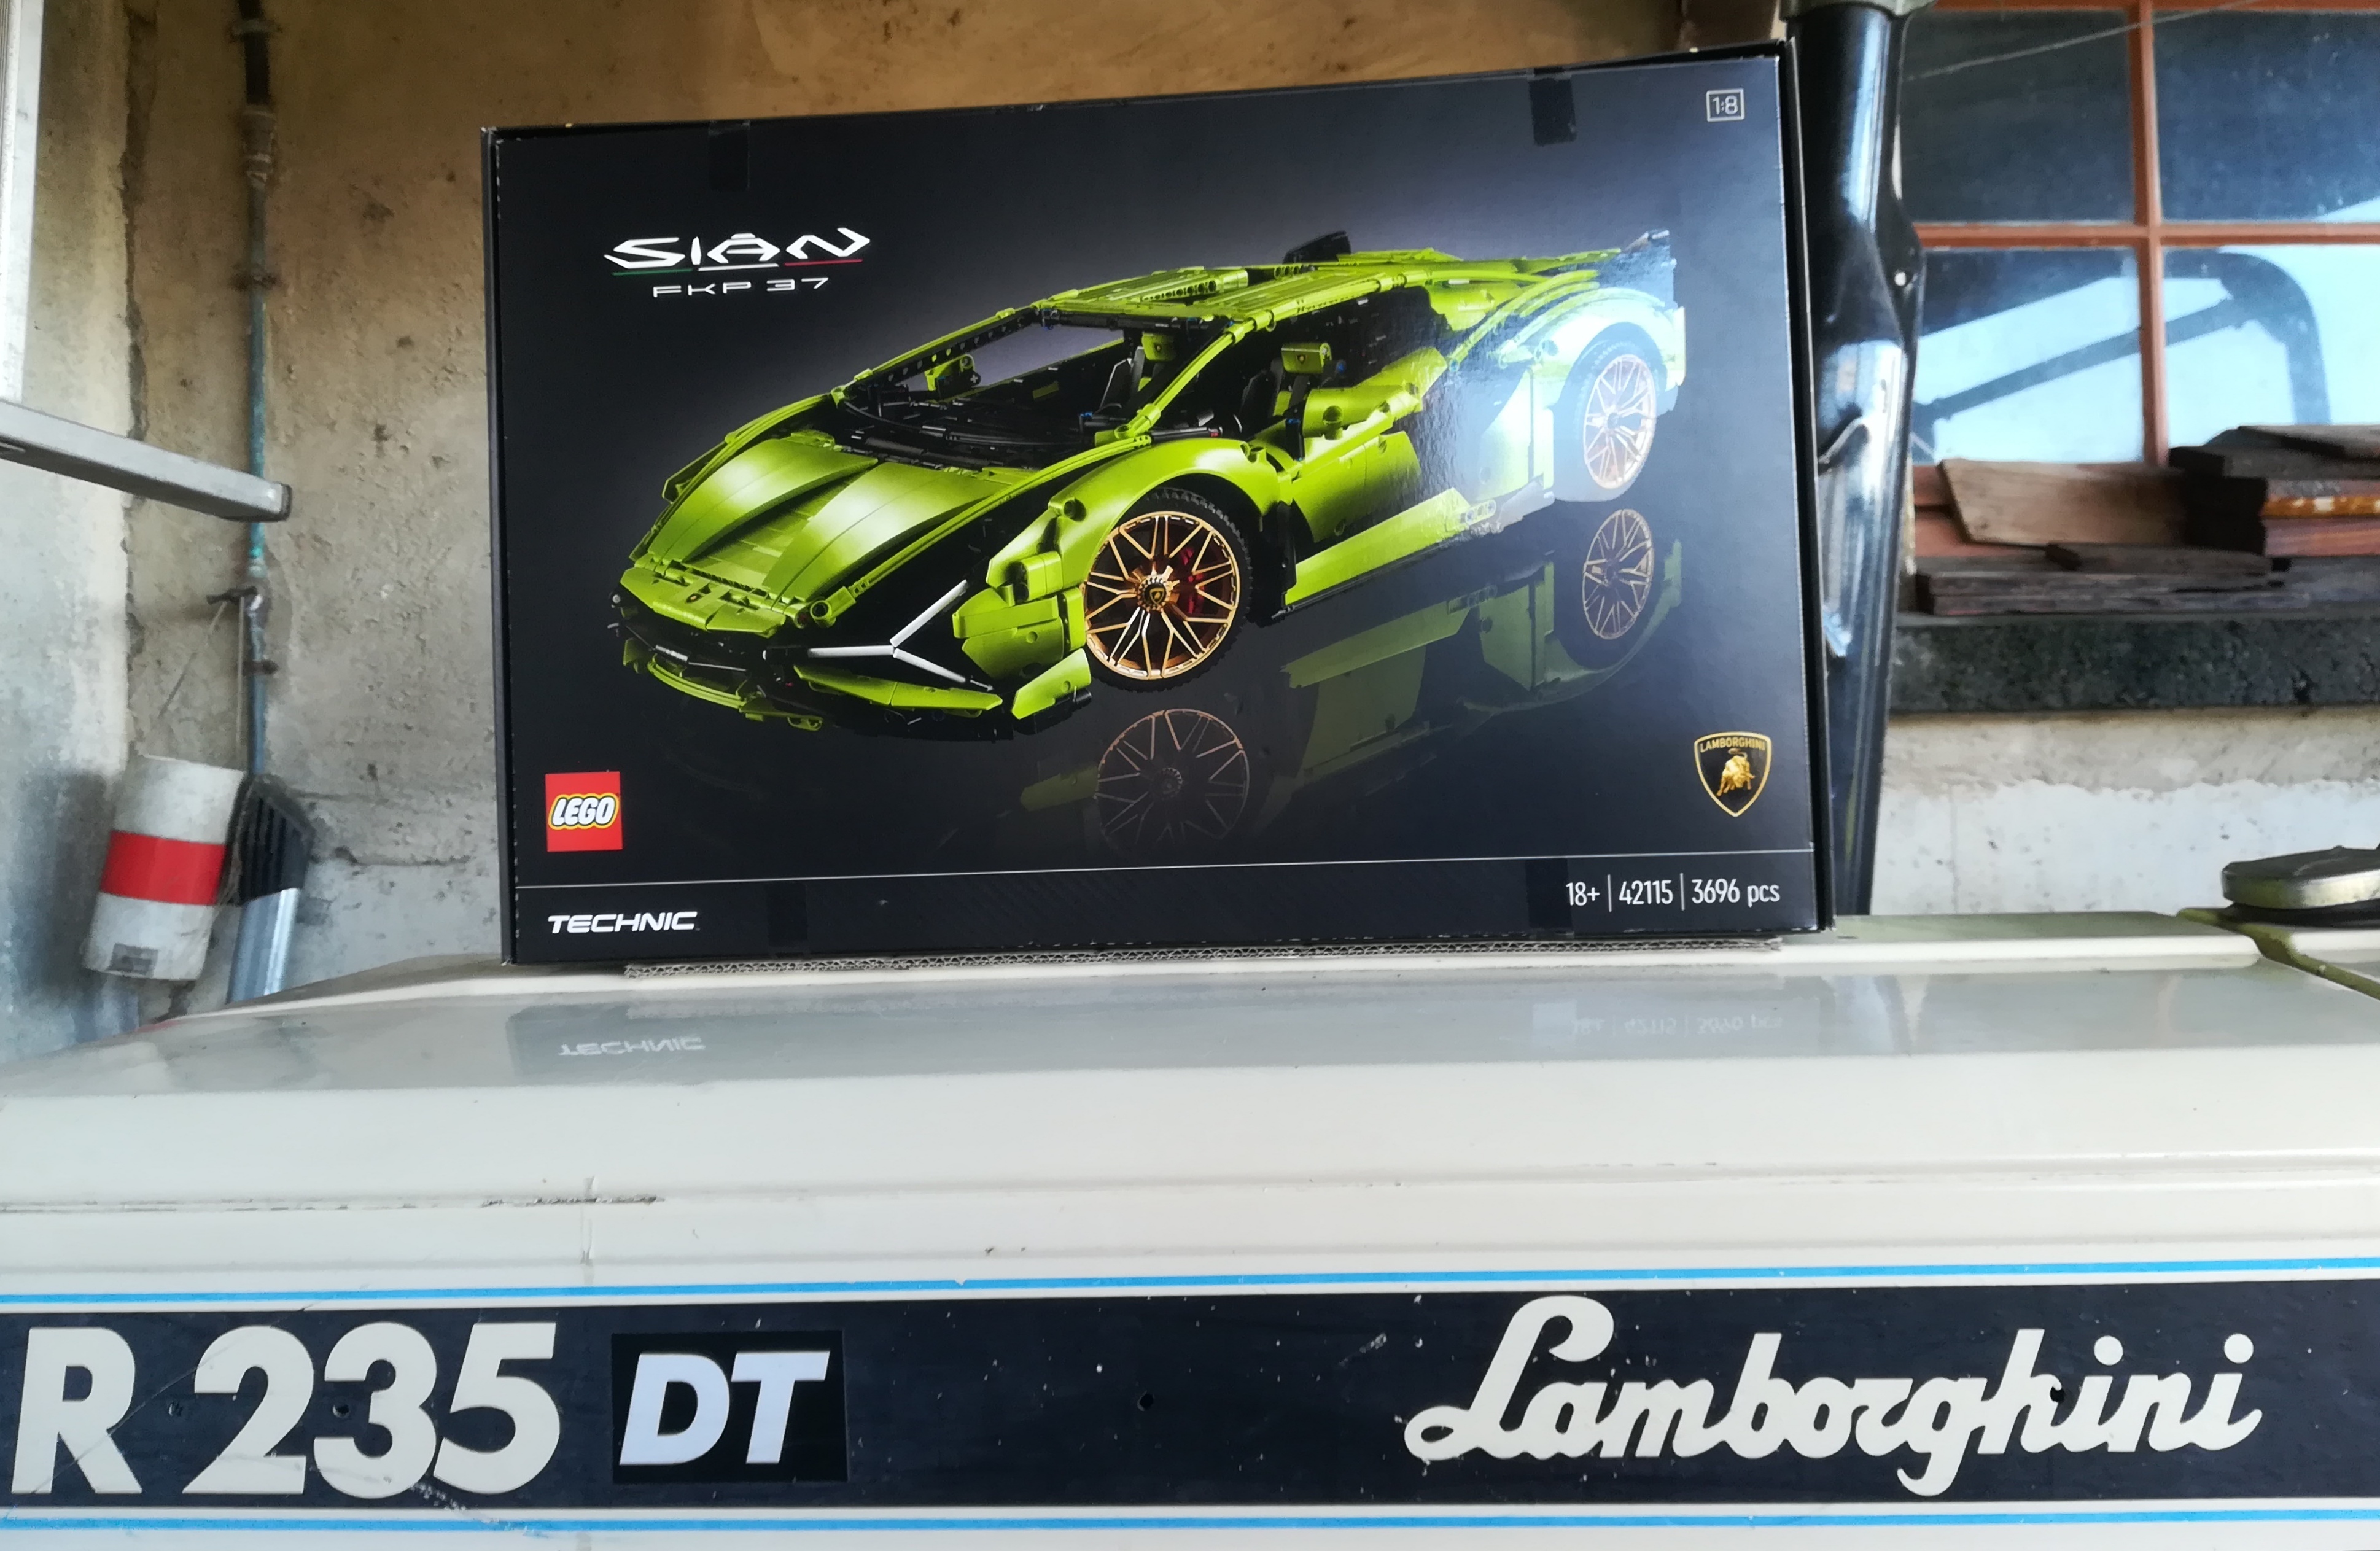 1:8
SIÁN
FKP 37
LAMBORGHINI
LEGO
TECHNIC
18+ | 42115 | 3696 pcs
R 235 DT Lamborghini